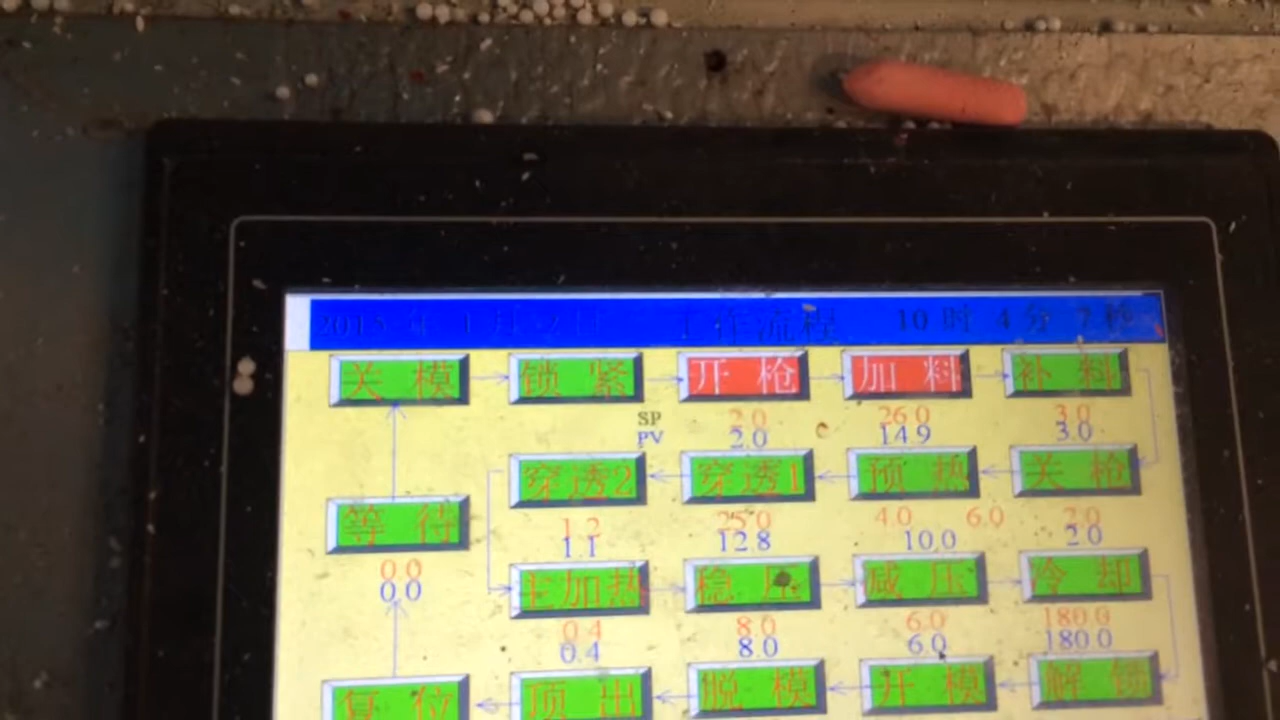 2015 年 1 月 2 日 工作流程 10 时 4 分 7 秒
关 模 锁 紧 开 枪 加 料 补 料
SP 2.0 26.0 3.0
PV 2.0 14.9 3.0
穿透2 穿透1 预 热 关 枪
等 待
1.2 25.0 4.0 6.0 2.0
1.1 12.8 10.0 2.0
0.0
0.0
主加热 稳 压 减 压 冷 却
0.4 8.0 6.0 180.0
0.4 8.0 6.0 180.0
复 位 顶 出 脱 模 开 模 解 锁